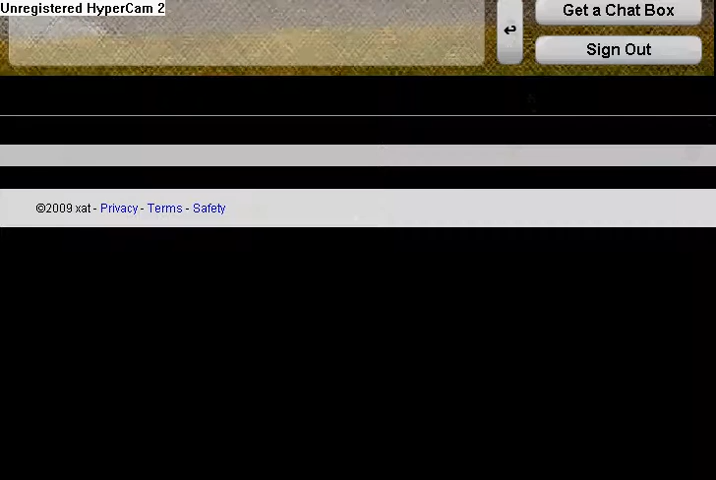 Unregistered HyperCam 2
Get a Chat Box
Sign Out
©2009 xat - Privacy - Terms - Safety